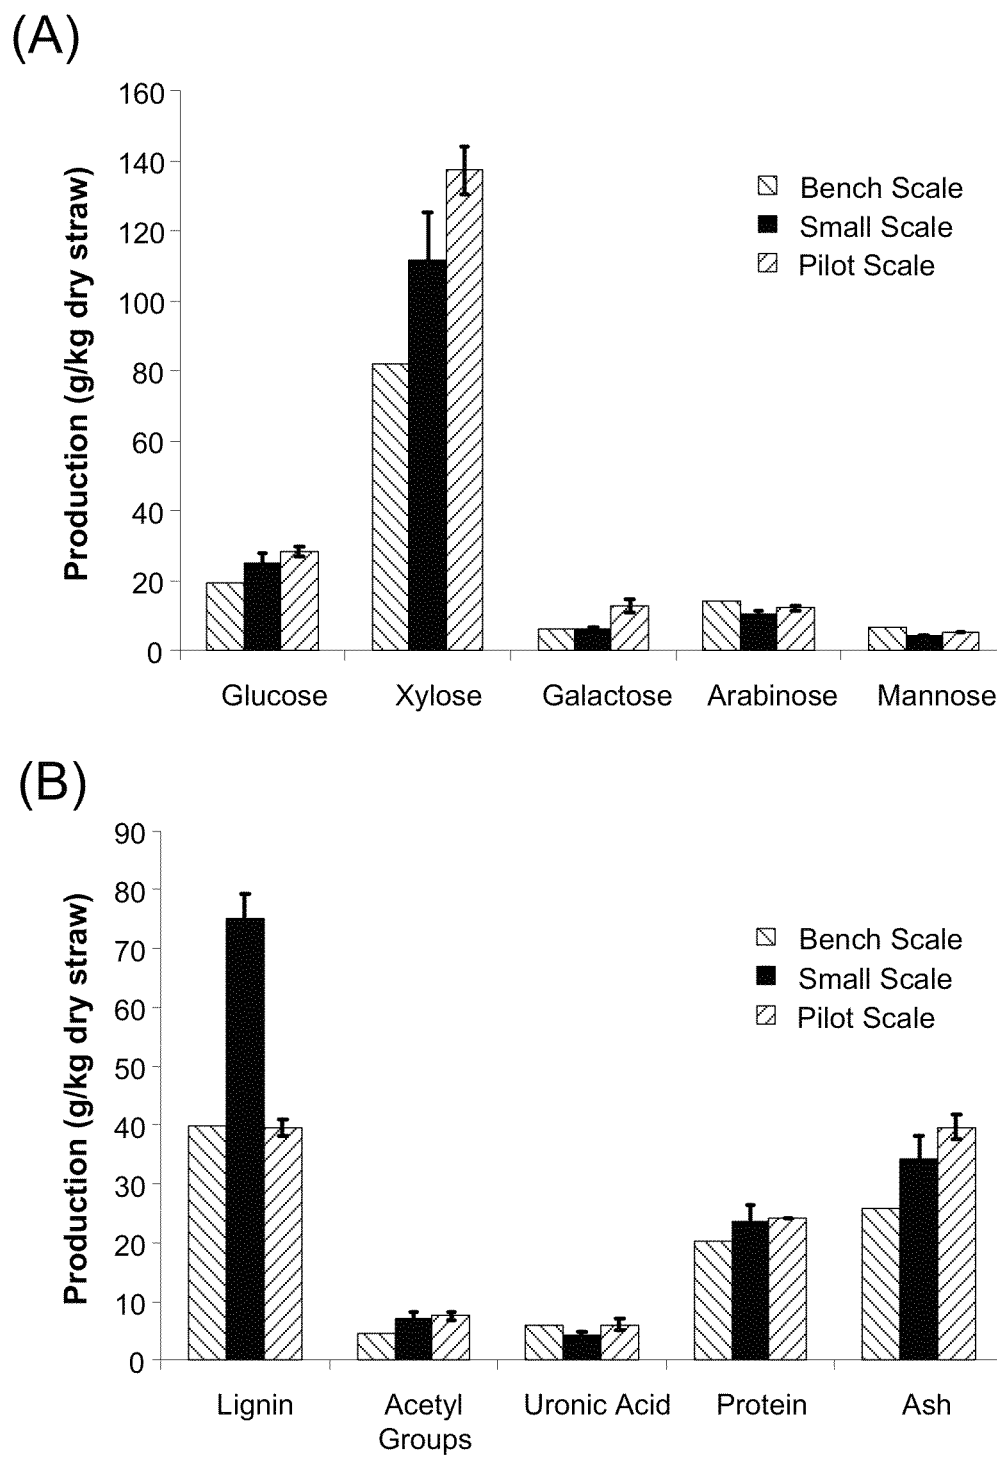 (A)
Production (g/kg dry straw)
160
140
120
100
80
60
40
20
0
Bench Scale
Small Scale
Pilot Scale
Glucose Xylose Galactose Arabinose Mannose
(B)
Production (g/kg dry straw)
90
80
70
60
50
40
30
20
10
0
Bench Scale
Small Scale
Pilot Scale
Lignin Acetyl Uronic Acid Protein Ash
Groups